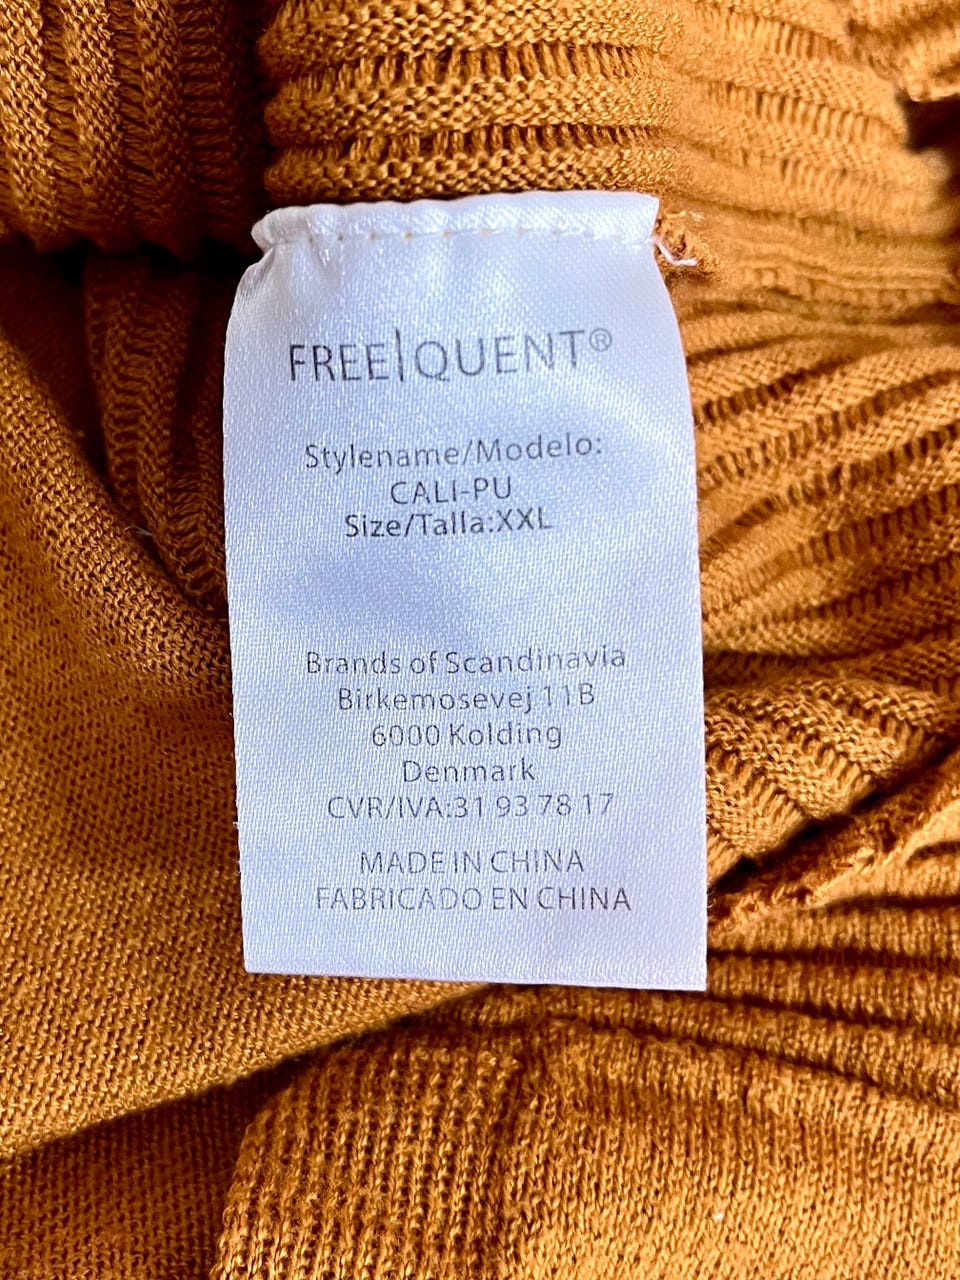 FREE|QUENT®
Stylename/Modelo:
CALI-PU
Size/Talla:XXL
Brands of Scandinavia
Birkemosevej 11B
6000 Kolding
Denmark
CVR/IVA:31 93 78 17
MADE IN CHINA
FABRICADO EN CHINA